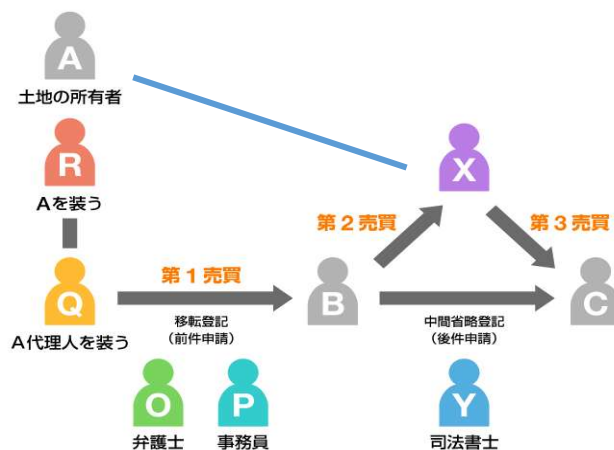 A
土地の所有者
R
Aを装う
X
第2売買
第3売買
第1売買
Q
B
C
A代理人を装う
移転登記
(前件申請)
中間省略登記
(後件申請)
O
P
Y
弁護士
事務員
司法書士